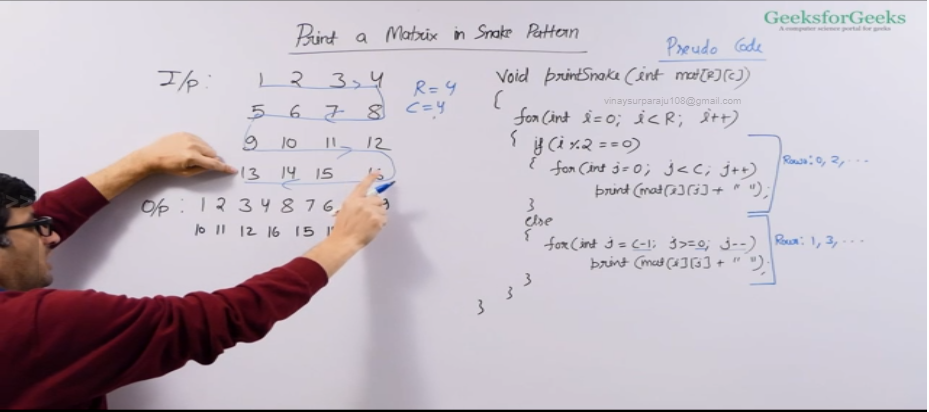 GeeksforGeeks
A computer science portal for geeks
Print a Matrix in Snake Pattern
I/p: 1 2 3 4
5 6 7 8
9 10 11 12
13 14 15
R = 4
C = 4
O/p: 1 2 3 4 8 7 6 9
10 11 12 16 15
Pseudo Code
void printSnake (int mat[R][C])
vinaysurparaju108@gmail.com
{
for(int i=0; i<R; i++)
{ if (i%2 == 0)
{ for(int j=0; j<C; j++)
print (mat[i][j] + " ");
}
else
{
for(int j = C-1; j>=0; j--)
print (mat[i][j] + " ");
}
}
}
Rows: 0, 2, ...
Rows: 1, 3, ...